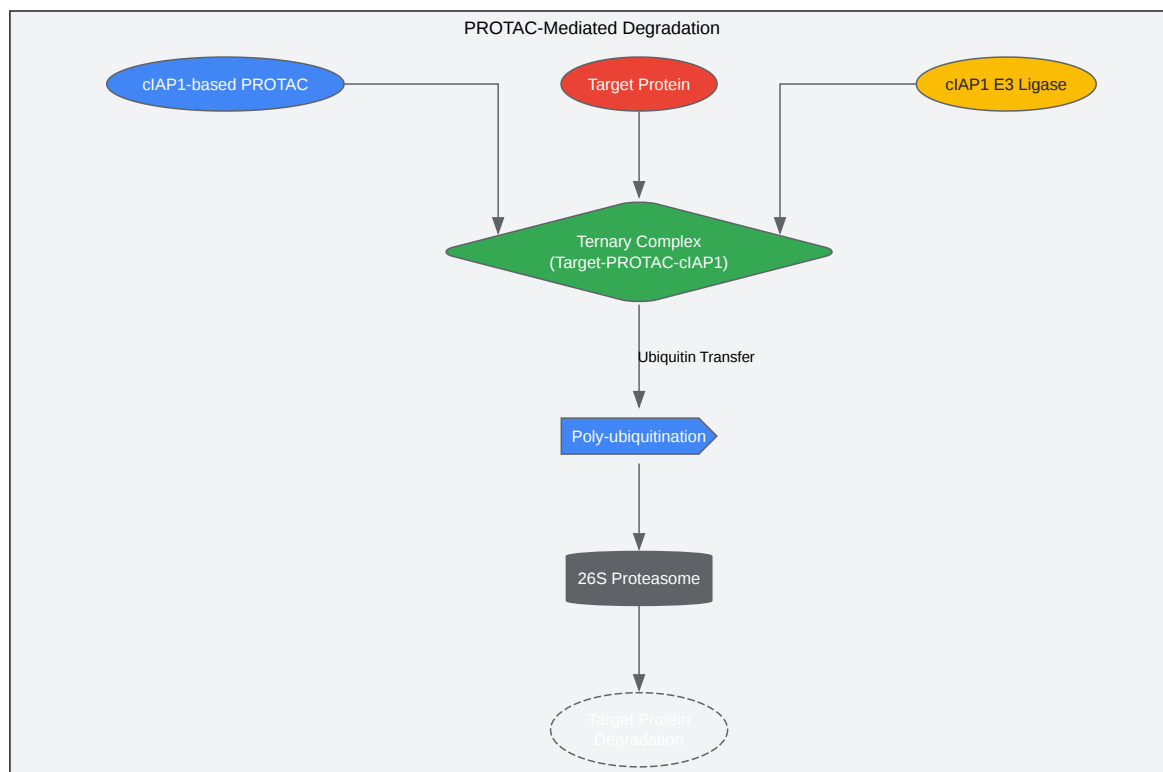 PROTAC-Mediated Degradation
cIAP1-based PROTAC
Target Protein
cIAP1 E3 Ligase
Ternary Complex
(Target-PROTAC-cIAP1)
Ubiquitin Transfer
Poly-ubiquitination
26S Proteasome
Target Protein
Degradation